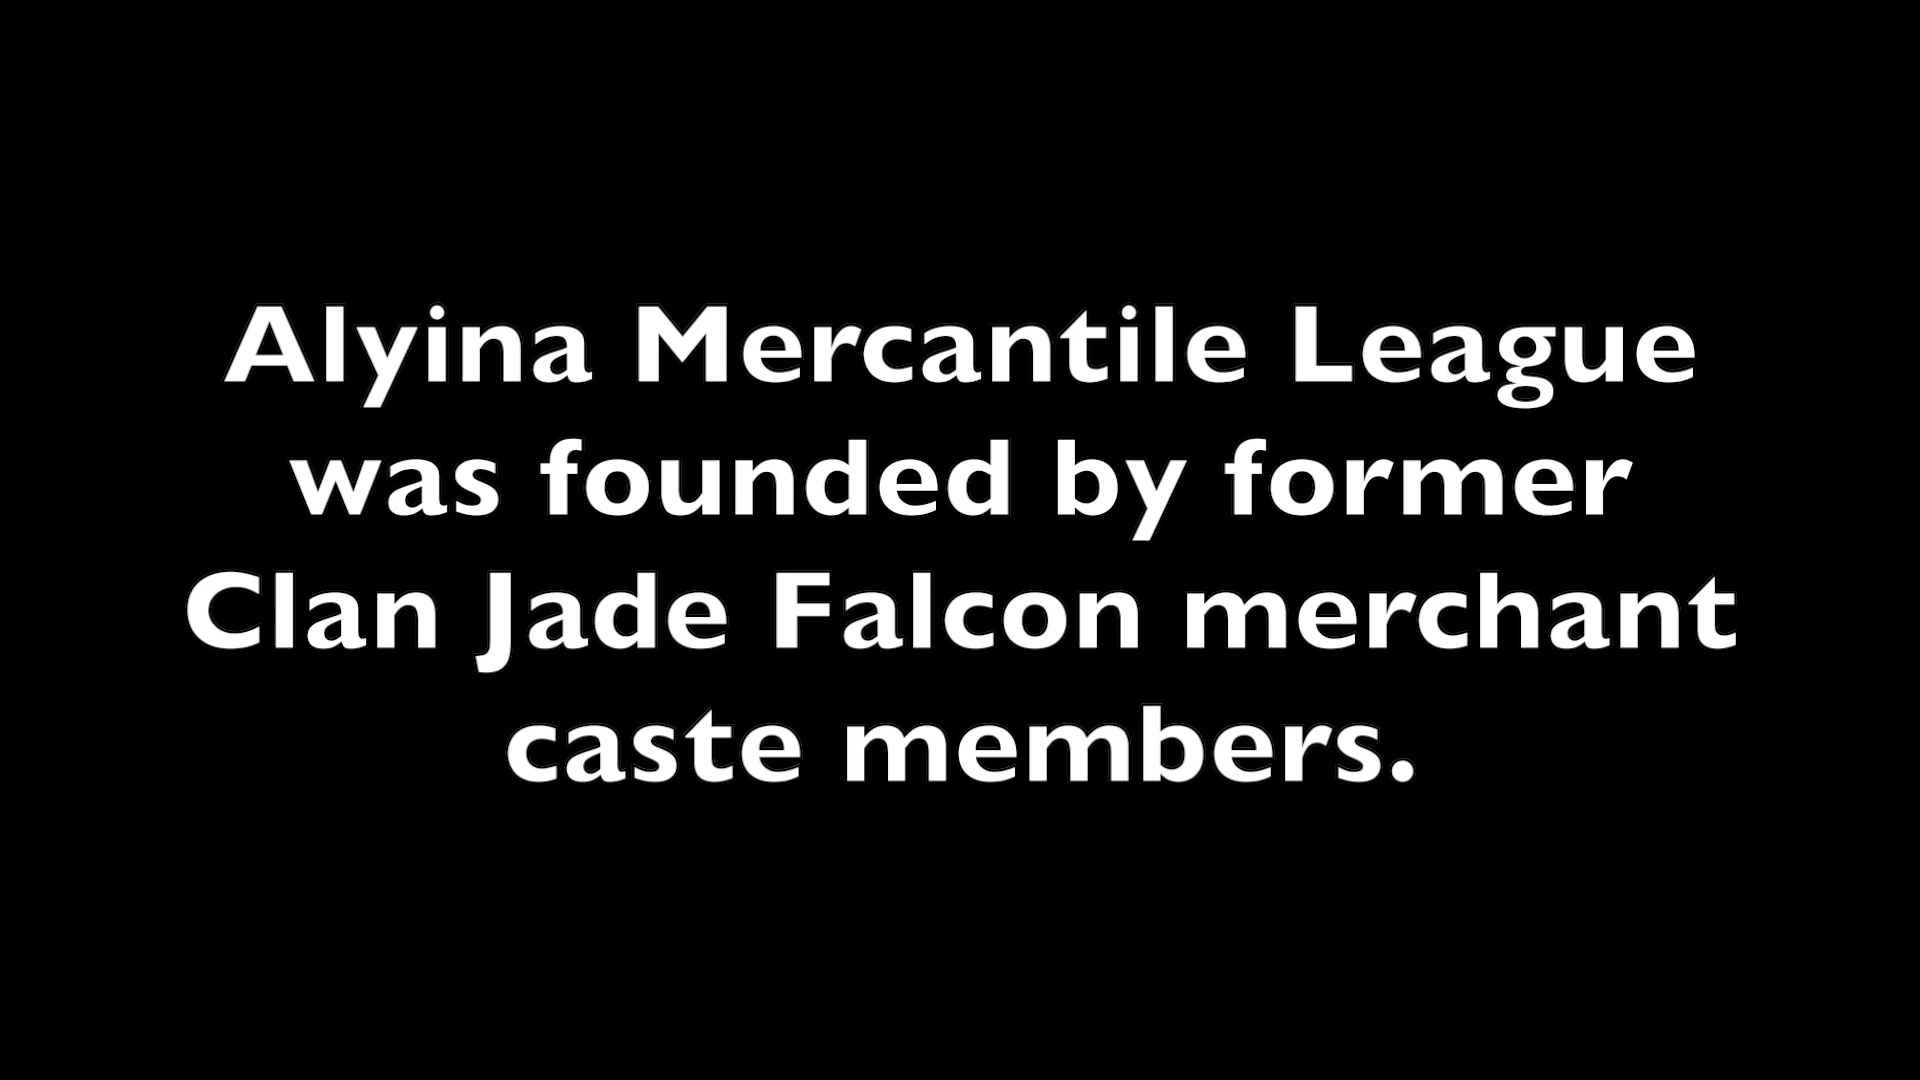 Alyina Mercantile League
was founded by former
Clan Jade Falcon merchant
caste members.